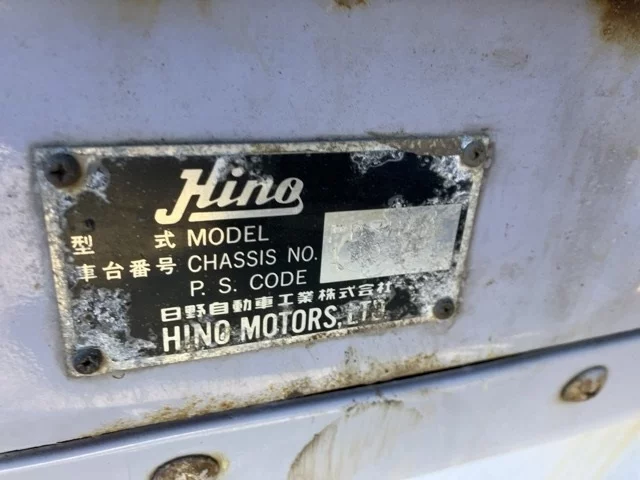 Hino
型 式 MODEL
車台番号 CHASSIS NO.
P. S. CODE
日野自動車工業株式会社
HINO MOTORS, LTD.